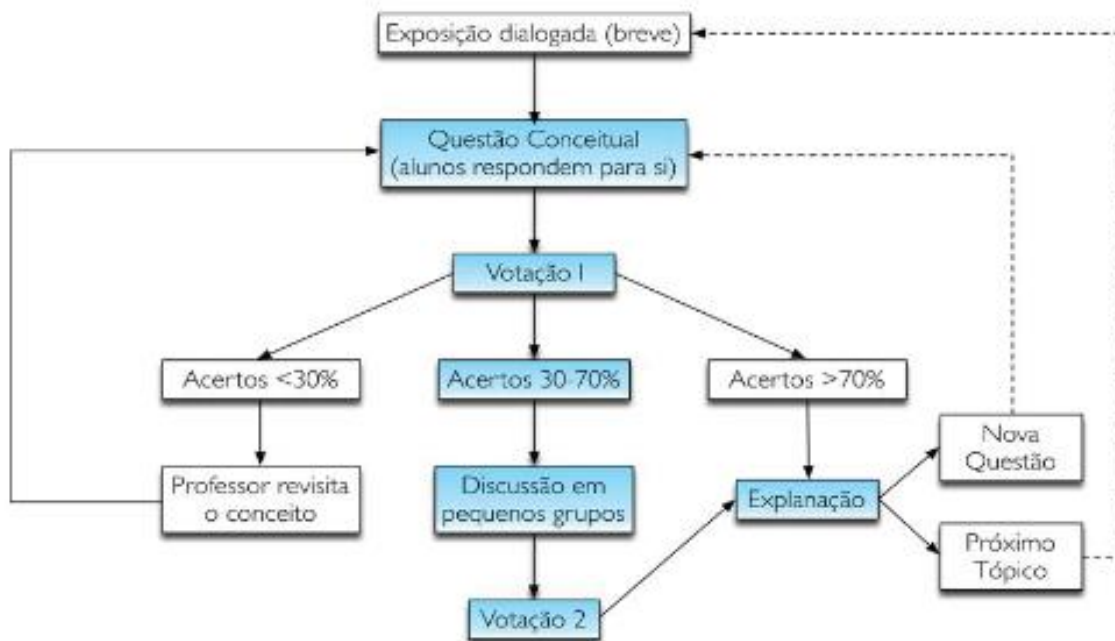 Exposição dialogada (breve)
Questão Conceitual
(alunos respondem para si)
Votação I
Acertos <30%
Acertos 30-70%
Acertos >70%
Professor revisita
o conceito
Discussão em
pequenos grupos
Explanação
Nova
Questão
Próximo
Tópico
Votação 2